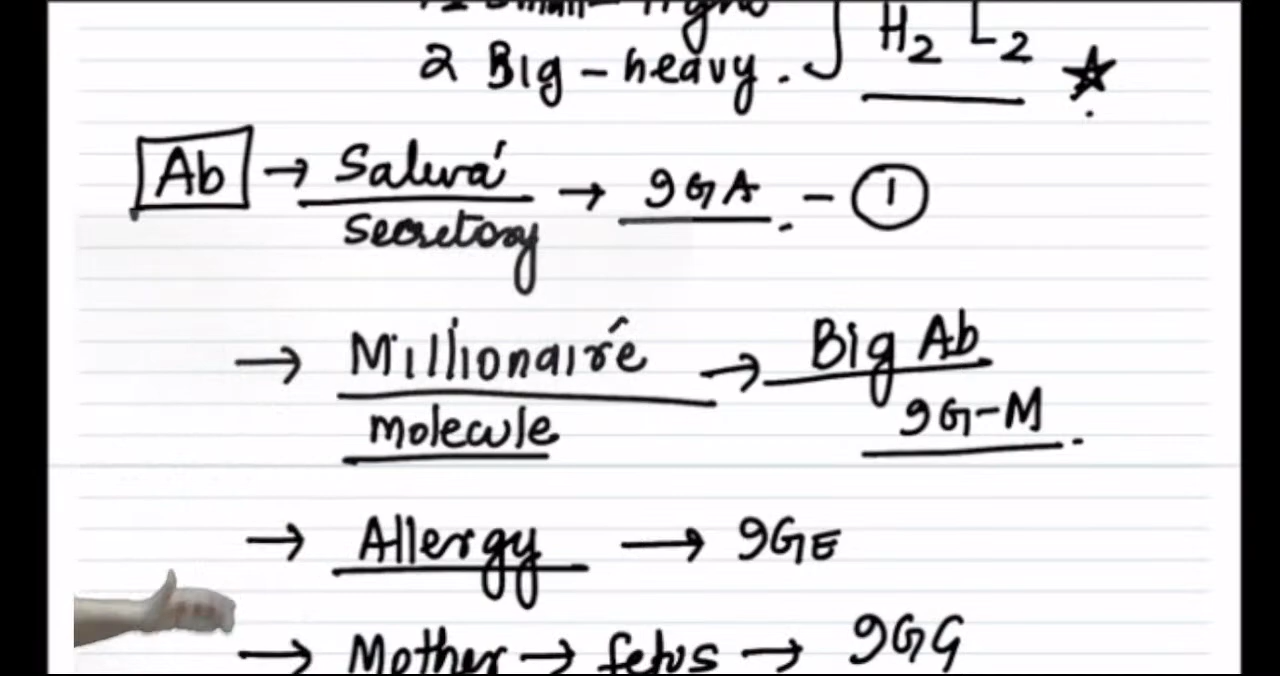 2 Big - heavy. H2 L2
Ab → Saliva → IGA - 1
secretory
→ Millionaire → Big Ab
molecule IG-M
→ Allergy → IGE
→ Mother → fetus → IGG